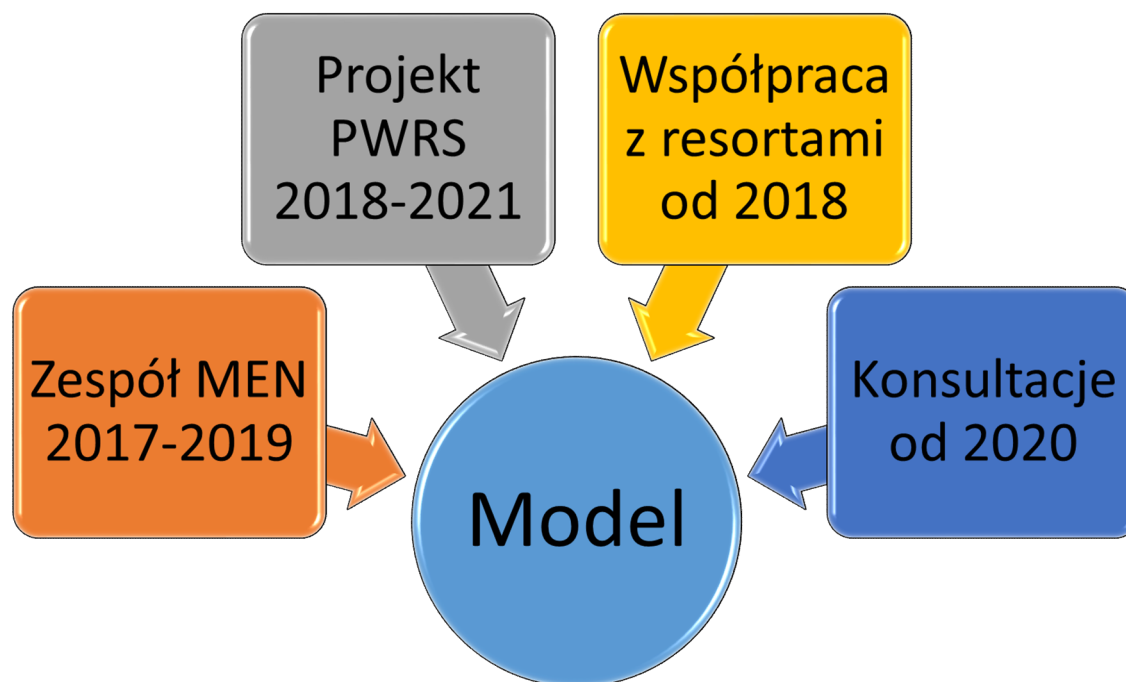 Projekt
PWRS
2018-2021
Współpraca
z resortami
od 2018
Zespół MEN
2017-2019
Konsultacje
od 2020
Model